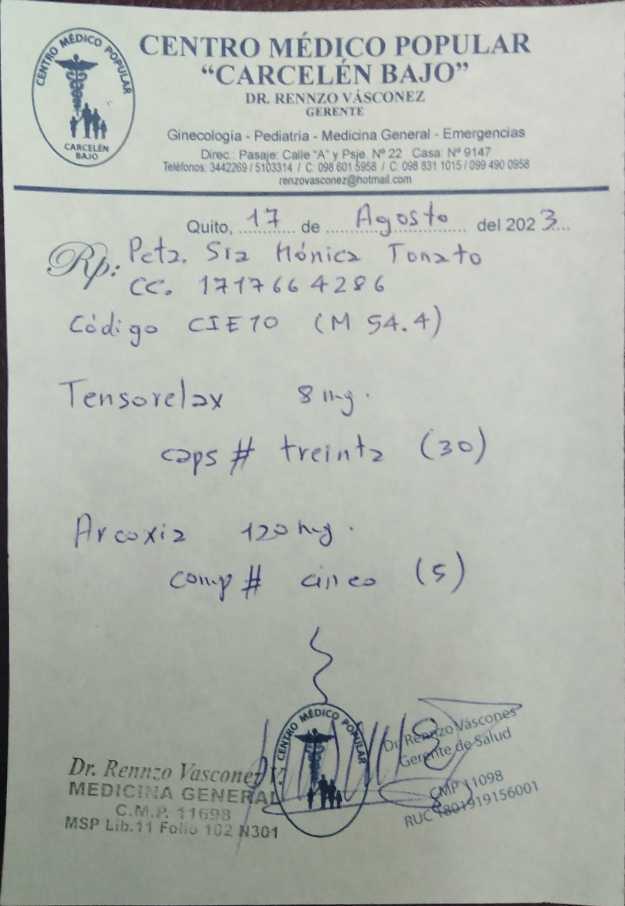 CENTRO MÉDICO POPULAR
CARCELÉN
BAJO
CENTRO MÉDICO POPULAR
"CARCELÉN BAJO"
DR. RENNZO VÁSCONEZ
GERENTE
Ginecología - Pediatria - Medicina General - Emergencias
Direc.: Pasaje: Calle "A" y Psje. Nº 22 Casa: Nº 9147
Teléfonos: 3442269 / 5103314 / C: 098 601 5958 / C: 098 831 1015 / 099 490 0958
renzovasconez@hotmail.com
Quito, 17 de Agosto del 2023
Rp: Pcta. Sra Mónica Tonato
CC. 1717664286
Código CIE10 (M 54.4)
Tensorelax 8 mg.
caps # treinta (30)
Arcoxia 120 mg.
comp # cinco (5)
CENTRO MÉDICO POPULAR
Dr. Rennzo Vasconez V
MEDICINA GENERAL
C.M.P. 11698
MSP Lib.11 Folio 102 N301
Dr. Rennzo Váscones
Gerente de Salud
CMP 11098
RUC 1801919156001